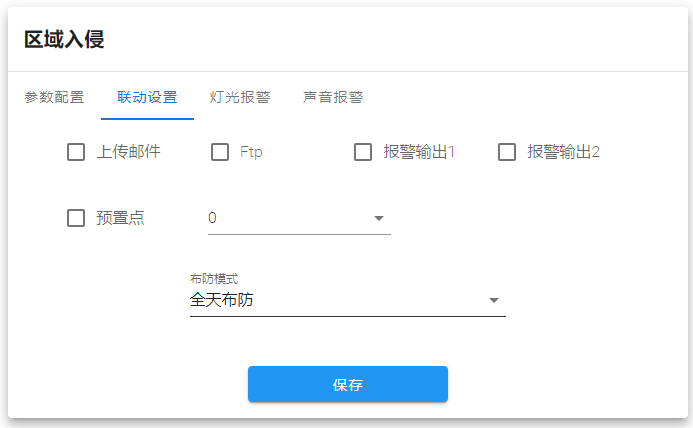 区域入侵
参数配置 联动设置 灯光报警 声音报警
上传邮件 Ftp 报警输出1 报警输出2
预置点 0
布防模式
全天布防
保存